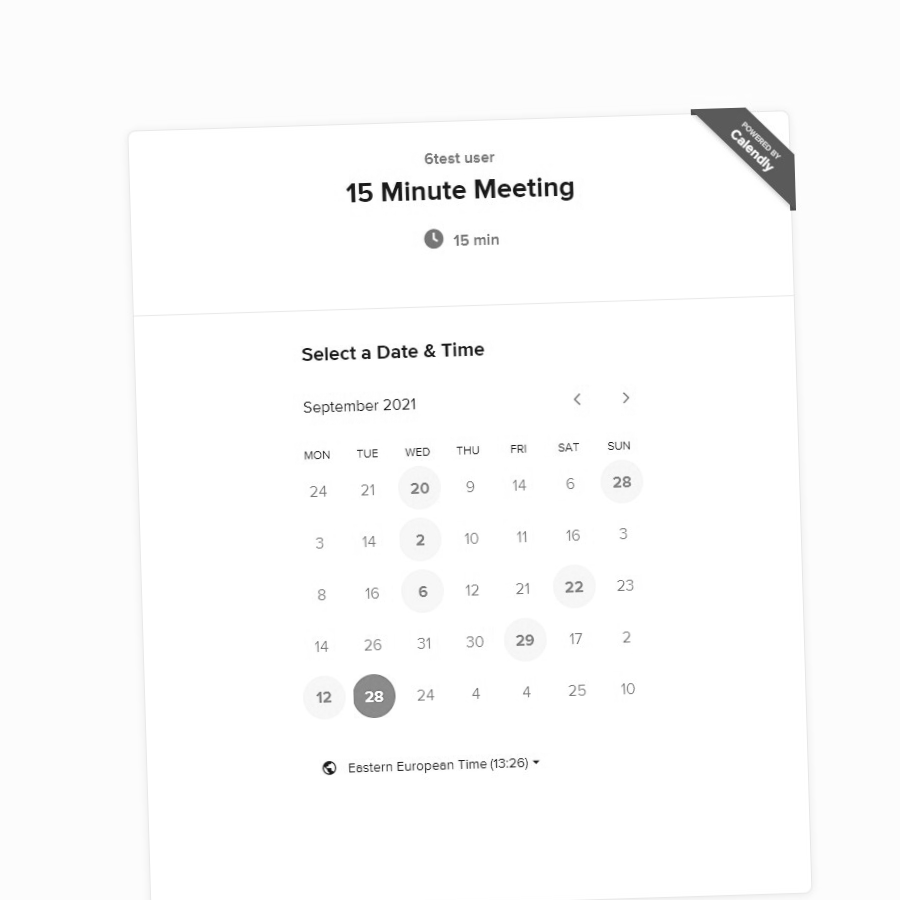 POWERED BY
Calendly
6test user
15 Minute Meeting
15 min
Select a Date & Time
September 2021
MON TUE WED THU FRI SAT SUN
24 21 20 9 14 6 28
3 14 2 10 11 16 3
8 16 6 12 21 22 23
14 26 31 30 29 17 2
12 28 24 4 4 25 10
Eastern European Time (13:26)